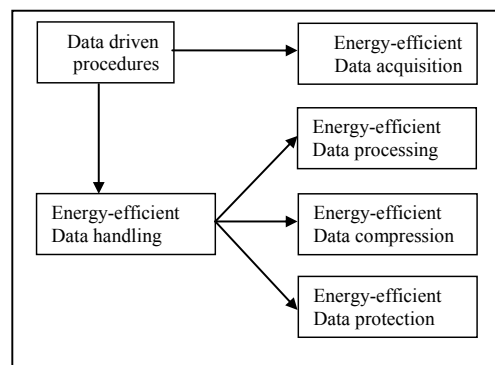 Data driven
procedures
Energy-efficient
Data acquisition
Energy-efficient
Data processing
Energy-efficient
Data handling
Energy-efficient
Data compression
Energy-efficient
Data protection